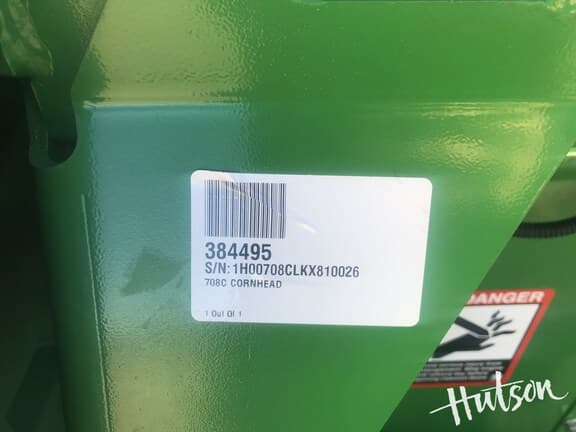 384495
S/N:1H00708CLKX810026
708C CORNHEAD
1 Out Of 1
DANGER
Hutson